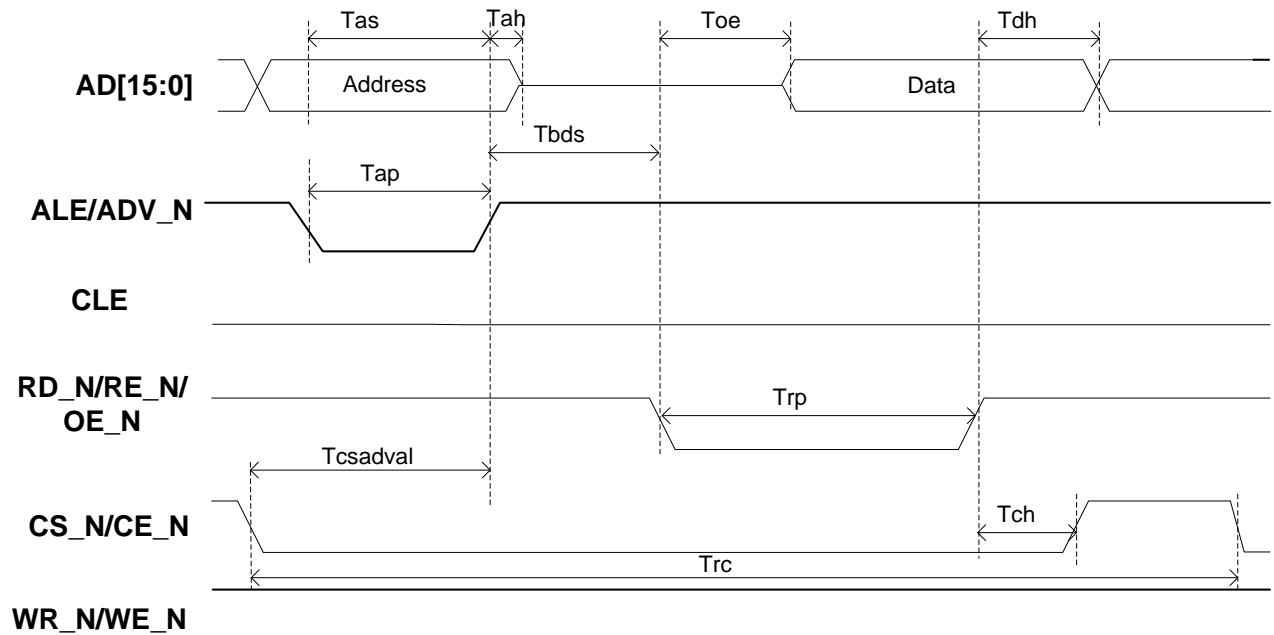 Tas
Tah
Toe
Tdh
AD[15:0]
Address
Data
Tbds
Tap
ALE/ADV_N
CLE
RD_N/RE_N/
OE_N
Trp
Tcsadval
CS_N/CE_N
Tch
Trc
WR_N/WE_N